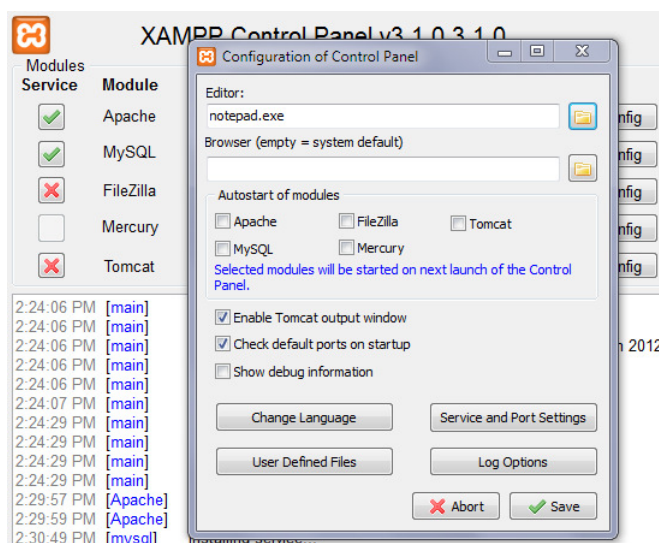 XAMPP Control Panel v3.1.0 3.1.0
Configuration of Control Panel
Modules
Service Module
Apache
MySQL
FileZilla
Mercury
Tomcat
Editor:
notepad.exe
Browser (empty = system default)
Autostart of modules
Apache FileZilla Tomcat
MySQL Mercury
Selected modules will be started on next launch of the Control
Panel.
Enable Tomcat output window
Check default ports on startup
Show debug information
Change Language Service and Port Settings
User Defined Files Log Options
Abort Save
2:24:06 PM [main]
2:24:06 PM [main]
2:24:06 PM [main] 2012
2:24:06 PM [main]
2:24:06 PM [main]
2:24:07 PM [main]
2:24:29 PM [main]
2:24:29 PM [main]
2:24:29 PM [main]
2:24:29 PM [main]
2:29:57 PM [Apache]
2:29:59 PM [Apache]
2:30:49 PM [mysql] Installing service...